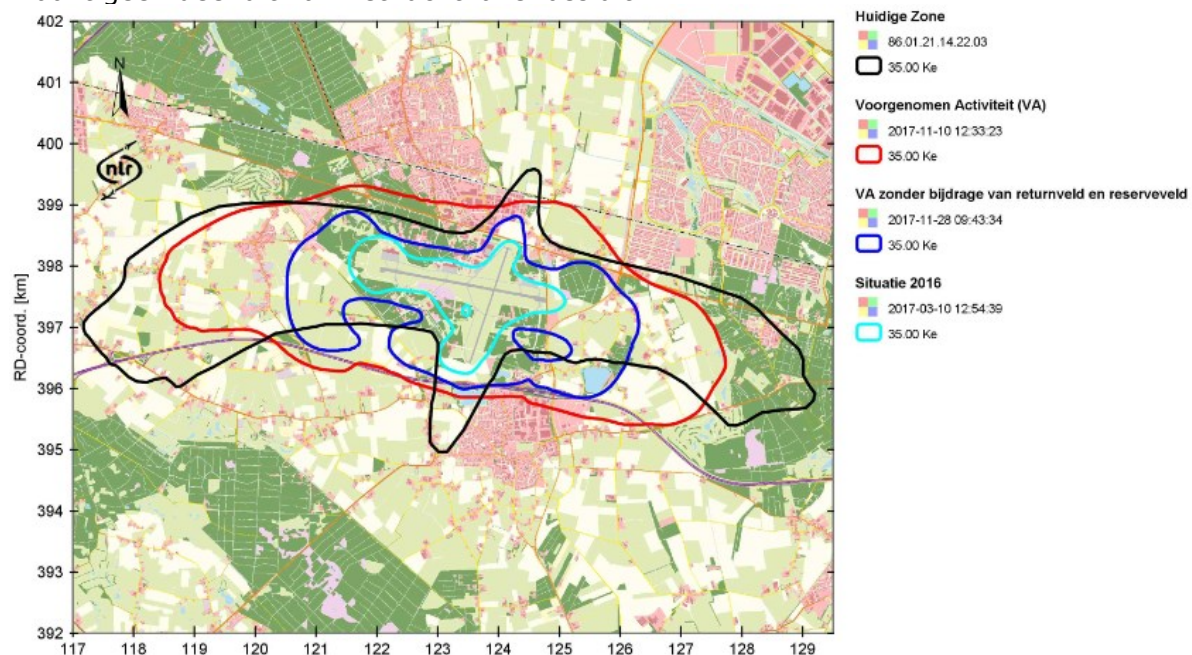 402
401
400
399
398
397
396
395
394
393
392
RD-coord. [km]
117 118 119 120 121 122 123 124 125 126 127 128 129
N
nlr
Huidige Zone
86.01.21.14.22.03
35.00 Ke
Voorgenomen Activiteit (VA)
2017-11-10 12:33:23
35.00 Ke
VA zonder bijdrage van returnveld en reserveveld
2017-11-28 09:43:34
35.00 Ke
Situatie 2016
2017-03-10 12:54:39
35.00 Ke